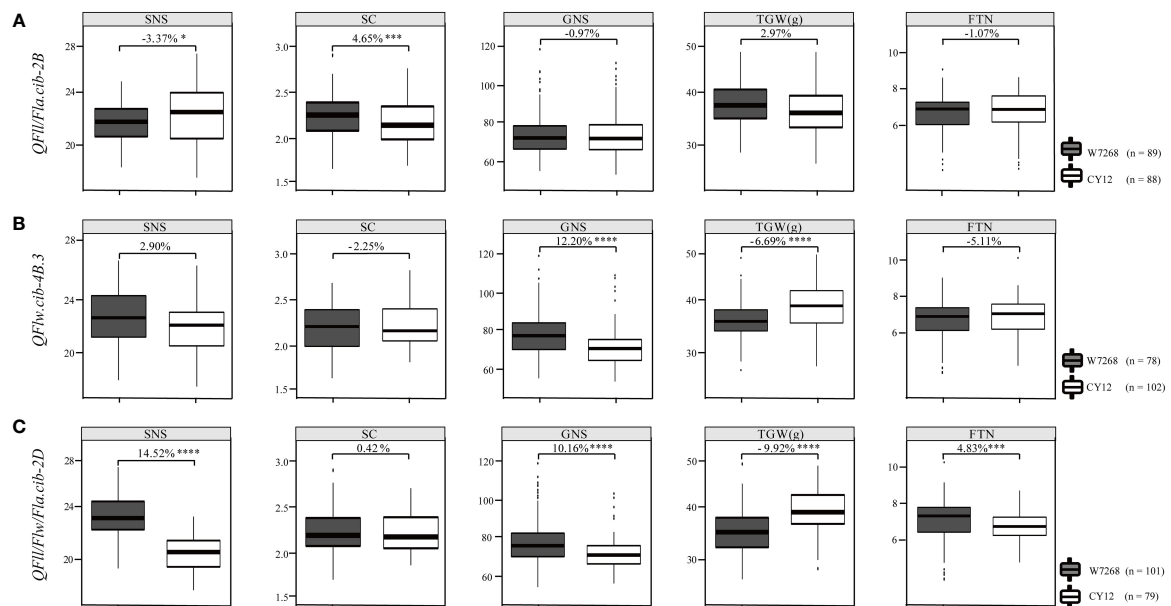 A
SNS SC GNS TGW(g) FTN
-3.37% * 4.65% *** -0.97% 2.97% -1.07%
QFll/Fla.cib-2B
28 24 20
3.0 2.5 2.0 1.5
120 100 80 60
50 40 30
10 8 6
W7268 (n = 89)
CY12 (n = 88)
B
SNS SC GNS TGW(g) FTN
2.90% -2.25% 12.20% **** -6.69% **** -5.11%
QFlw.cib-4B.3
28 24 20
3.0 2.5 2.0 1.5
120 100 80 60
50 40 30
10 8 6
W7268 (n = 78)
CY12 (n = 102)
C
SNS SC GNS TGW(g) FTN
14.52% **** 0.42 % 10.16% **** -9.92% **** 4.83% ***
QFll/Flw/Fla.cib-2D
28 24 20
3.0 2.5 2.0 1.5
120 100 80 60
50 40 30
10 8 6
W7268 (n = 101)
CY12 (n = 79)